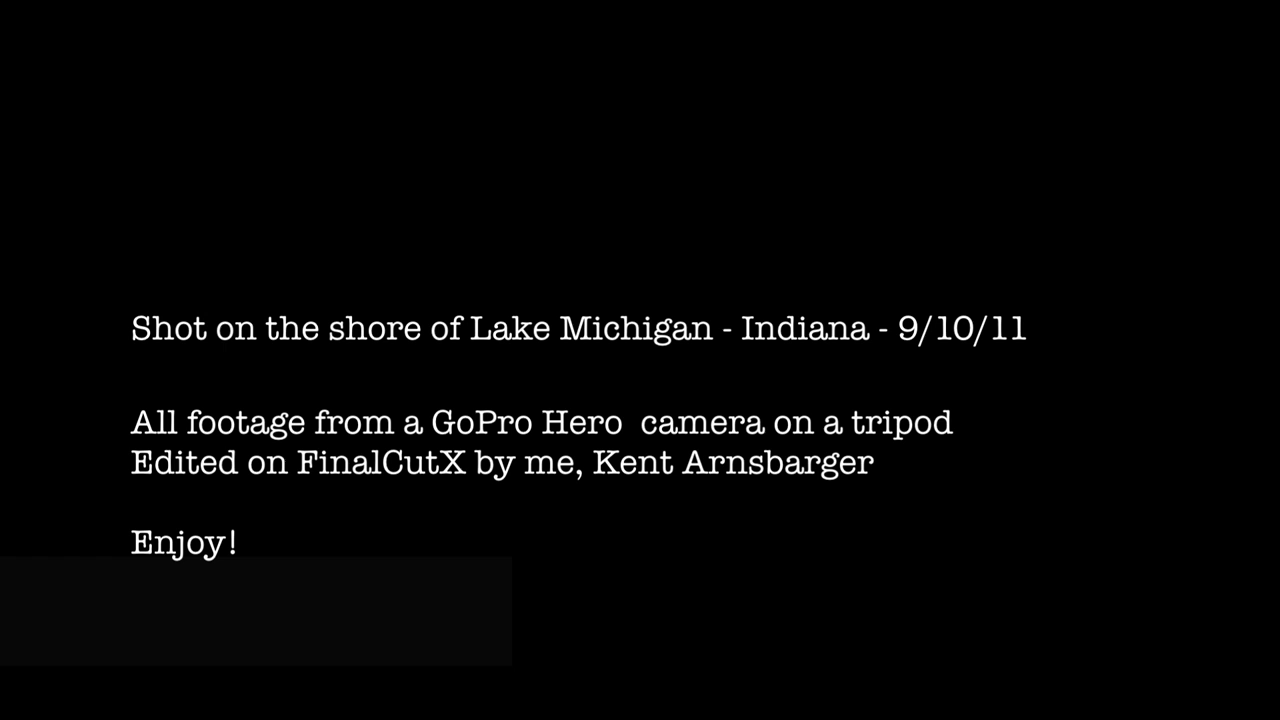 Shot on the shore of Lake Michigan - Indiana - 9/10/11
All footage from a GoPro Hero  camera on a tripod
Edited on FinalCutX by me, Kent Arnsbarger
Enjoy!